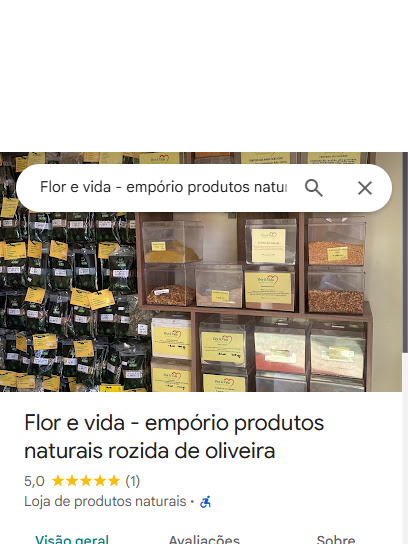 Flor e vida - empório produtos natur
Flor e vida - empório produtos
naturais rozida de oliveira
5,0 (1)
Loja de produtos naturais ·
Visão geral Avaliações Sobre